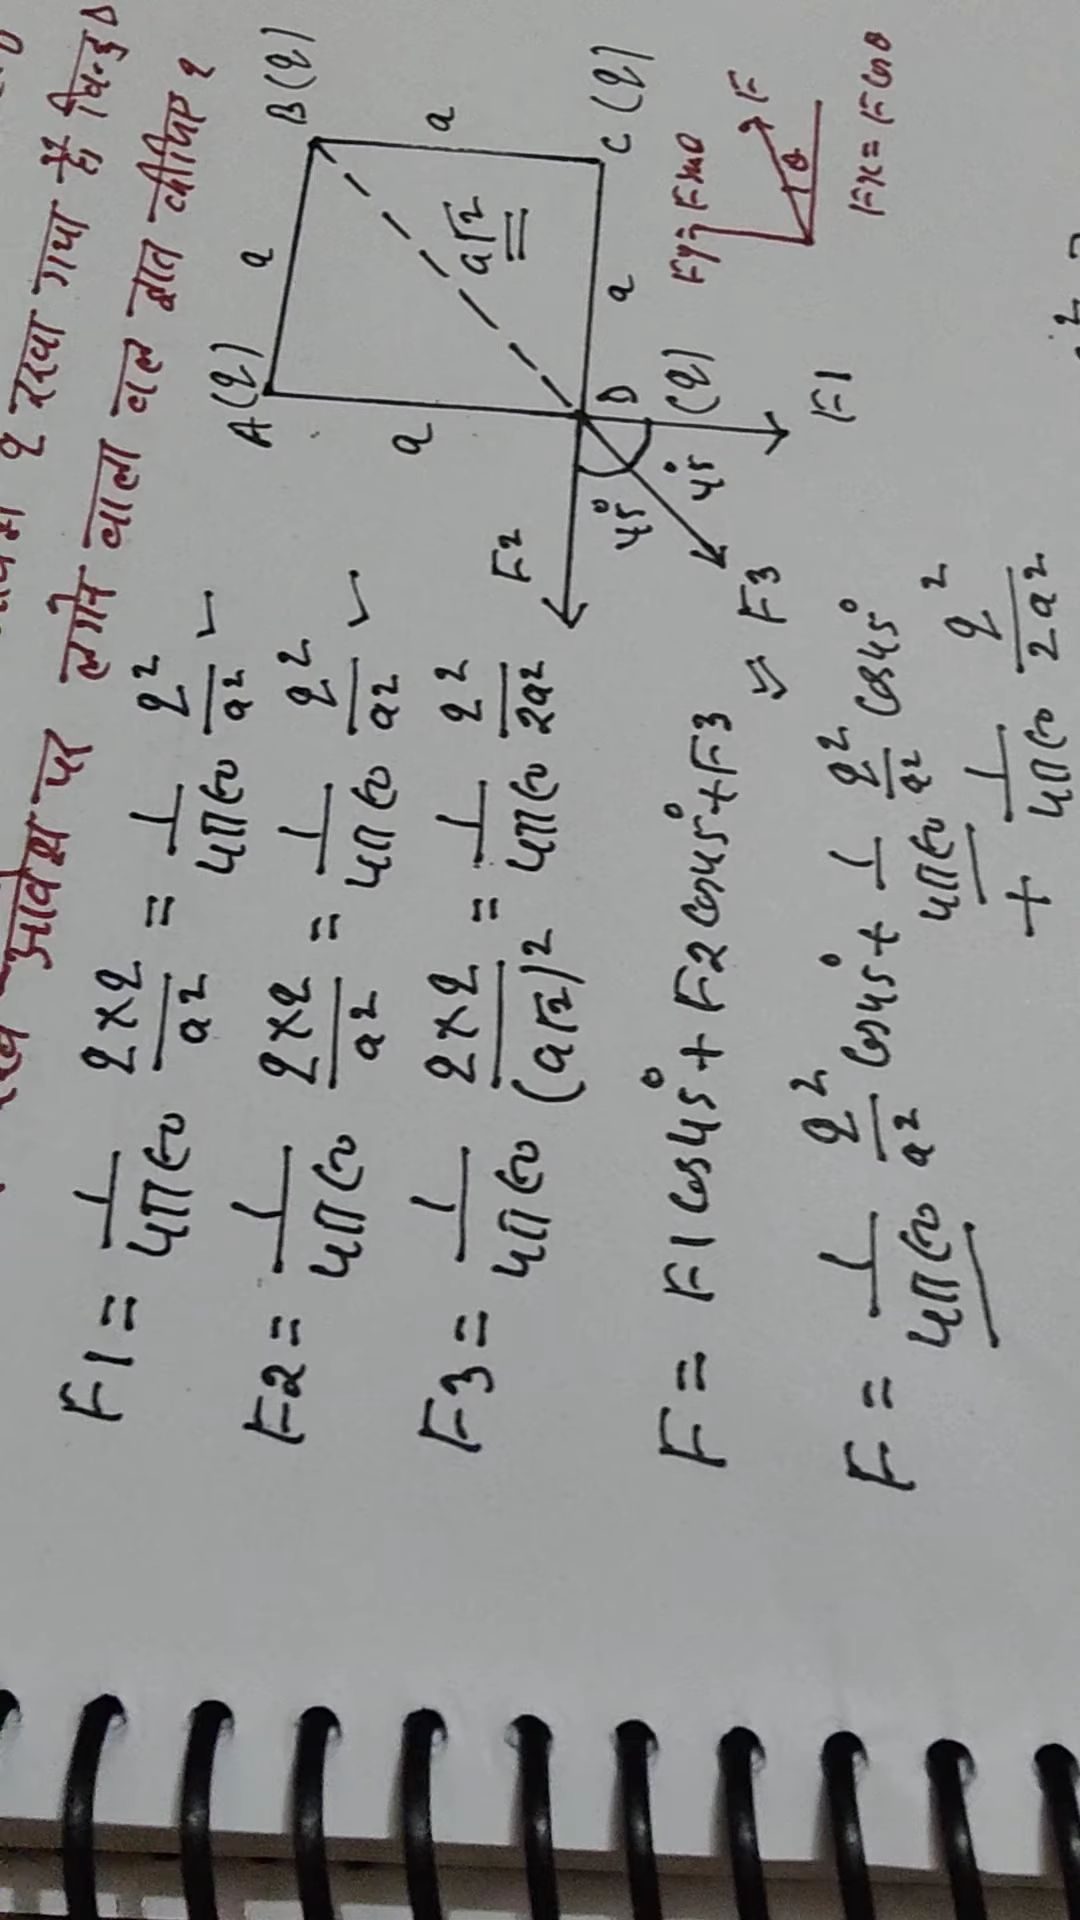 q रखा गया है बिन्दु D
आवेश पर लगने वाला बल ज्ञात कीजिए ?
F1 = 1/4πε0 q×q/a² = 1/4πε0 q²/a² ✓
F2 = 1/4πε0 q×q/a² = 1/4πε0 q²/a² ✓
F3 = 1/4πε0 q×q/(a√2)² = 1/4πε0 q²/2a²
F = F1 cos45° + F2 cos45° + F3
F = 1/4πε0 q²/a² cos45° + 1/4πε0 q²/a² cos45°
+ 1/4πε0 q²/2a²
A(q)
a
B(q)
a
a
a√2
F2
D
a
C(q)
45°
45°
(q)
F3
F1
Fy=F sinθ
F
θ
Fx=F cosθ